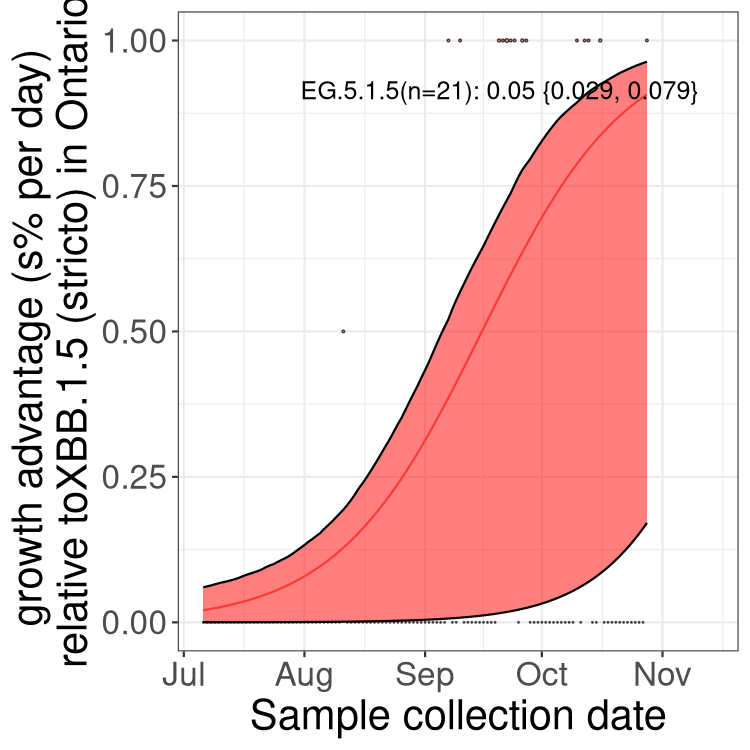 growth advantage (s% per day)
relative toXBB.1.5 (stricto) in Ontario
1.00
0.75
0.50
0.25
0.00
EG.5.1.5(n=21): 0.05 {0.029, 0.079}
Jul Aug Sep Oct Nov
Sample collection date